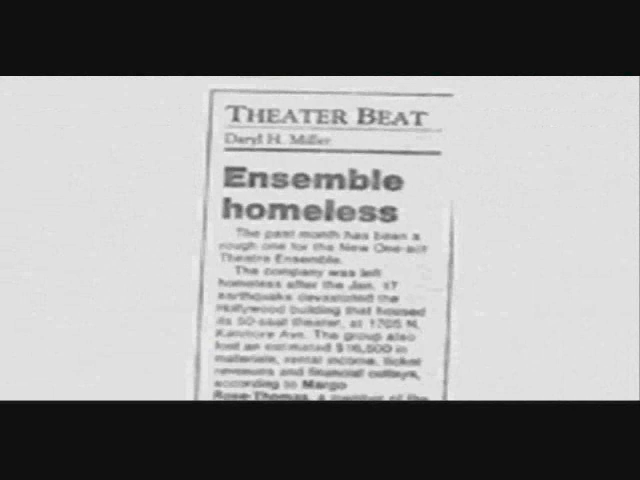 THEATER BEAT
Daryl H. Miller
Ensemble
homeless
The past month has been a
rough one for the New One-act
Theatre Ensemble.
The company was left
homeless after the Jan. 17
earthquake devastated the
Hollywood building that housed
its 50-seat theater, at 1705 N.
Kenmore Ave. The group also
lost an estimated $16,500 in
materials, rental income, ticket
revenues and financial outlays,
according to Margo
Rose-Thomas, a member of the